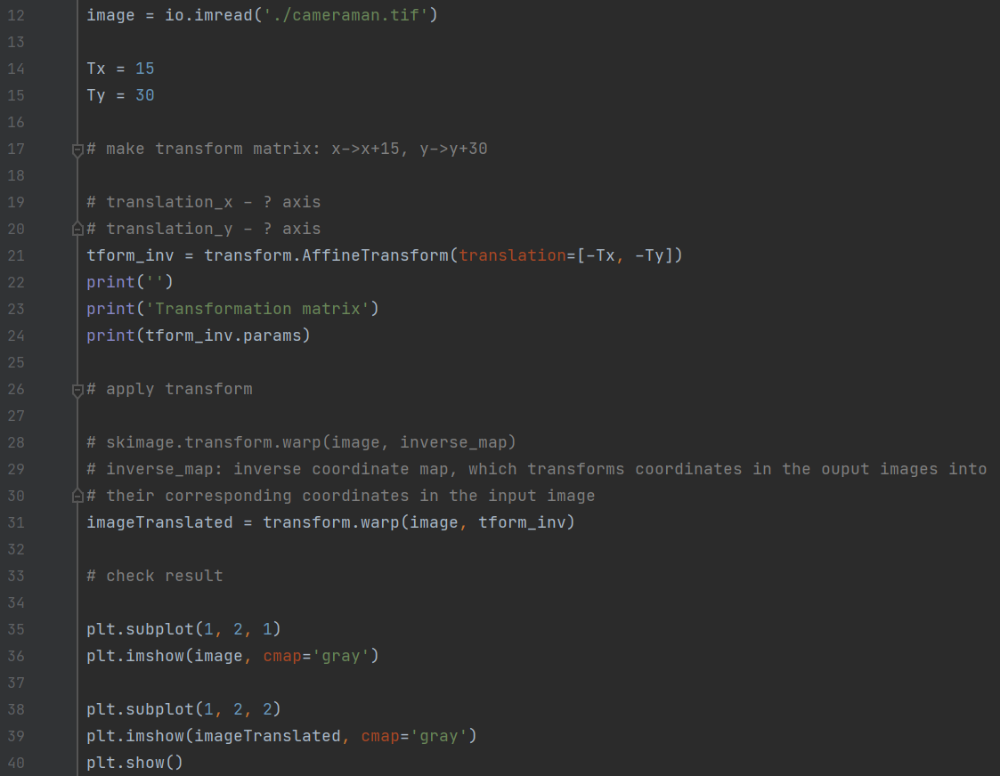 12 image = io.imread('./cameraman.tif')
13
14 Tx = 15
15 Ty = 30
16
17 # make transform matrix: x->x+15, y->y+30
18
19 # translation_x - ? axis
20 # translation_y - ? axis
21 tform_inv = transform.AffineTransform(translation=[-Tx, -Ty])
22 print('')
23 print('Transformation matrix')
24 print(tform_inv.params)
25
26 # apply transform
27
28 # skimage.transform.warp(image, inverse_map)
29 # inverse_map: inverse coordinate map, which transforms coordinates in the ouput images into
30 # their corresponding coordinates in the input image
31 imageTranslated = transform.warp(image, tform_inv)
32
33 # check result
34
35 plt.subplot(1, 2, 1)
36 plt.imshow(image, cmap='gray')
37
38 plt.subplot(1, 2, 2)
39 plt.imshow(imageTranslated, cmap='gray')
40 plt.show()